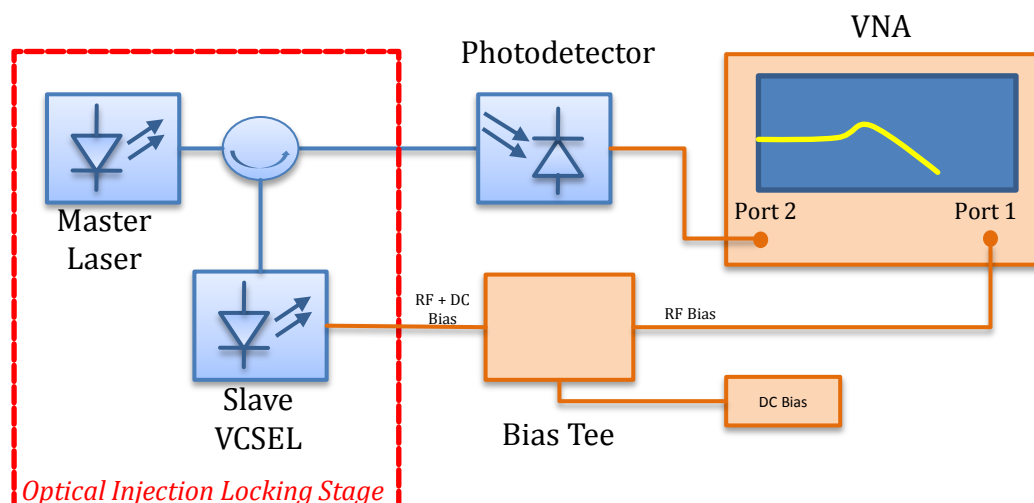 VNA
Photodetector
Port 2
Port 1
Master
Laser
RF + DC
Bias
RF Bias
Slave
VCSEL
Bias Tee
DC Bias
Optical Injection Locking Stage